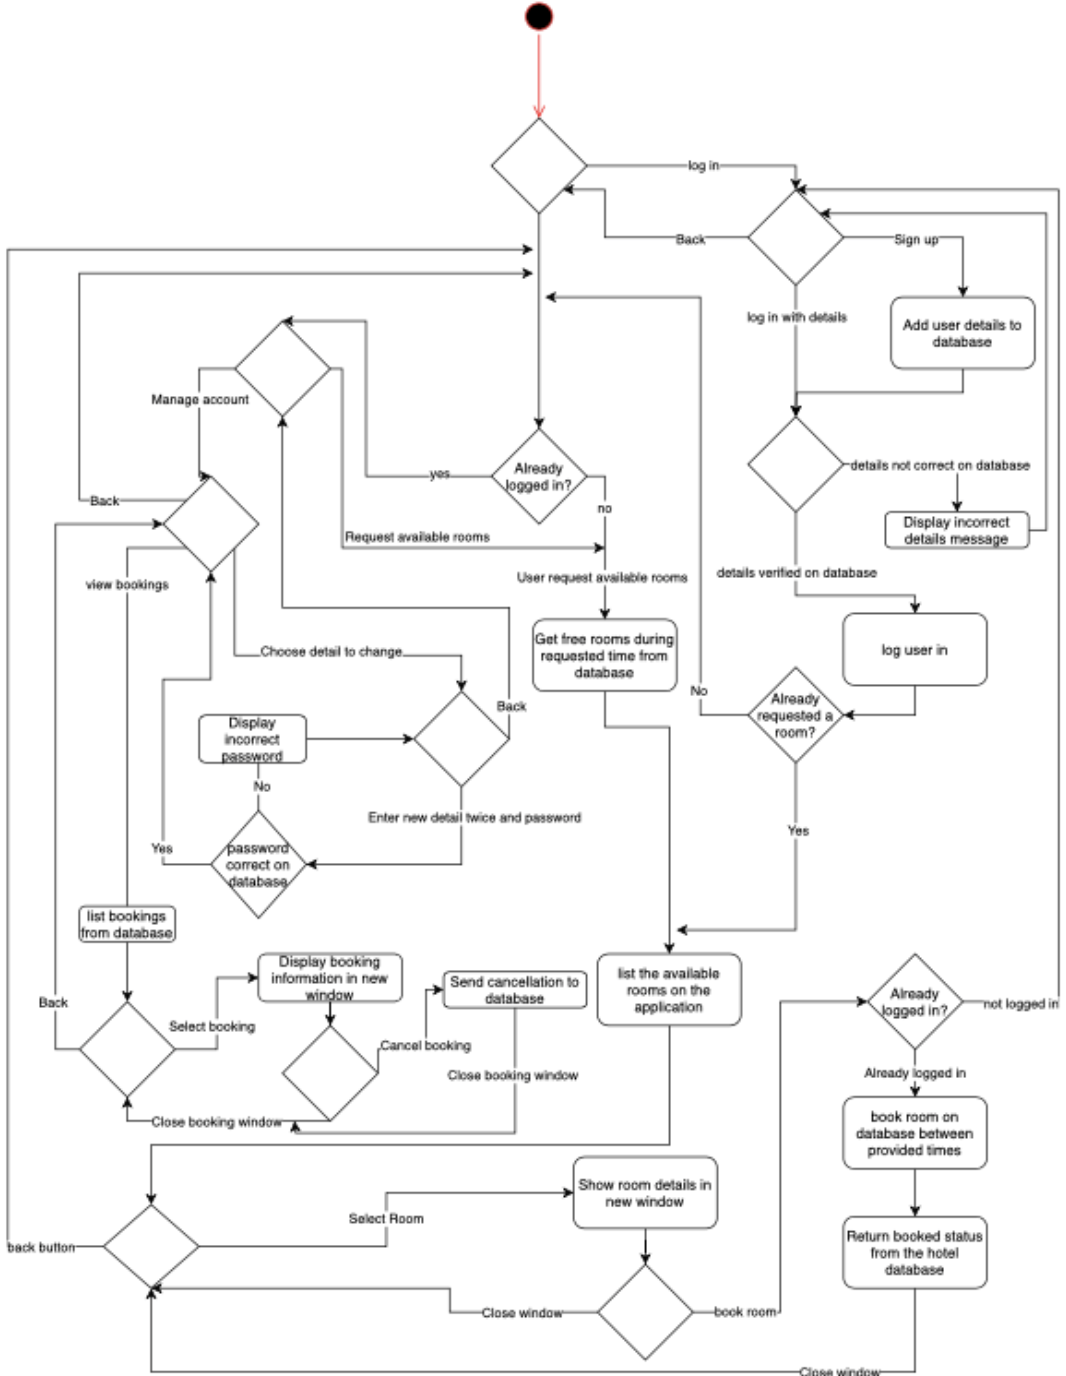 log in
Back
Sign up
Add user details to
database
log in with details
Manage account
Already
logged in?
yes
no
details not correct on database
Back
Display incorrect
details message
Request available rooms
User request available rooms
details verified on database
view bookings
Get free rooms during
requested time from
database
log user in
Choose detail to change
Back
No
Already
requested a
room?
Display
incorrect
password
No
Enter new detail twice and password
Yes
Yes
password
correct on
database
list bookings
from database
Display booking
information in new
window
Send cancellation to
database
list the available
rooms on the
application
Already
logged in?
not logged in
Back
Select booking
Cancel booking
Close booking window
Already logged in
Close booking window
book room on
database between
provided times
Show room details in
new window
Select Room
back button
Return booked status
from the hotel
database
Close window
book room
Close window